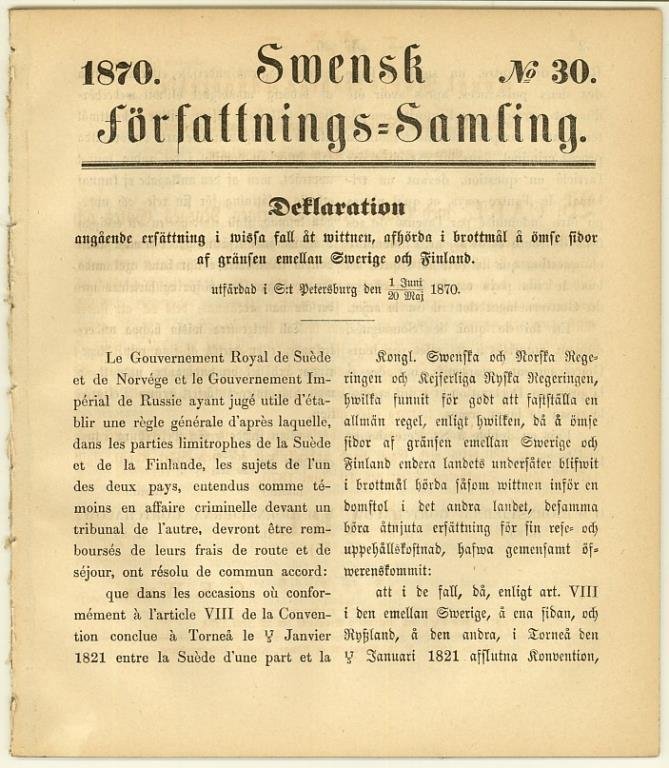 1870.
Swensk
№ 30.
Författnings=Samling.
Deklaration
angående ersättning i wissa fall åt wittnen, afhörda i brottmål å ömse sidor
af gränsen emellan Swerige och Finland.
utfärdad i S:t Petersburg den 1 Juni/20 Maj 1870.
Le Gouvernement Royal de Suède
et de Norvége et le Gouvernement Im-
périal de Russie ayant jugé utile d'éta-
blir une règle générale d'après laquelle,
dans les parties limitrophes de la Suède
et de la Finlande, les sujets de l'un
des deux pays, entendus comme té-
moins en affaire criminelle devant un
tribunal de l'autre, devront être rem-
boursés de leurs frais de route et de
séjour, ont résolu de commun accord:
que dans les occasions où confor-
mément à l'article VIII de la Conven-
tion conclue à Torneå le Janvier
1821 entre la Suède d'une part et la
Kongl. Swenska och Norska Rege=
ringen och Kejserliga Ryska Regeringen,
hwilka funnit för godt att fastställa en
allmän regel, enligt hwilken, då å ömse
sidor af gränsen emellan Swerige och
Finland endera landets undersåter blifwit
i brottmål hörda såsom wittnen inför en
domstol i det andra landet, desamma
böra åtnjuta ersättning för sin rese= och
uppehållskostnad, hafwa gemensamt öf=
werenskommit:
att i de fall, då, enligt art. VIII
i den emellan Swerige, å ena sidan, och
Ryßland, å den andra, i Torneå den
Januari 1821 afslutna Konvention,